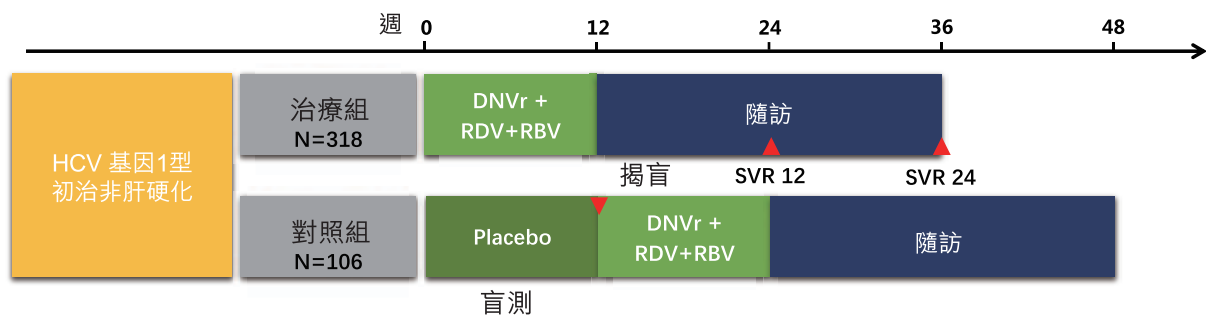 週 0 12 24 36 48
HCV 基因1型
初治非肝硬化
治療組
N=318
DNVr +
RDV+RBV
隨訪
揭盲
SVR 12
SVR 24
對照組
N=106
Placebo
DNVr +
RDV+RBV
隨訪
盲測